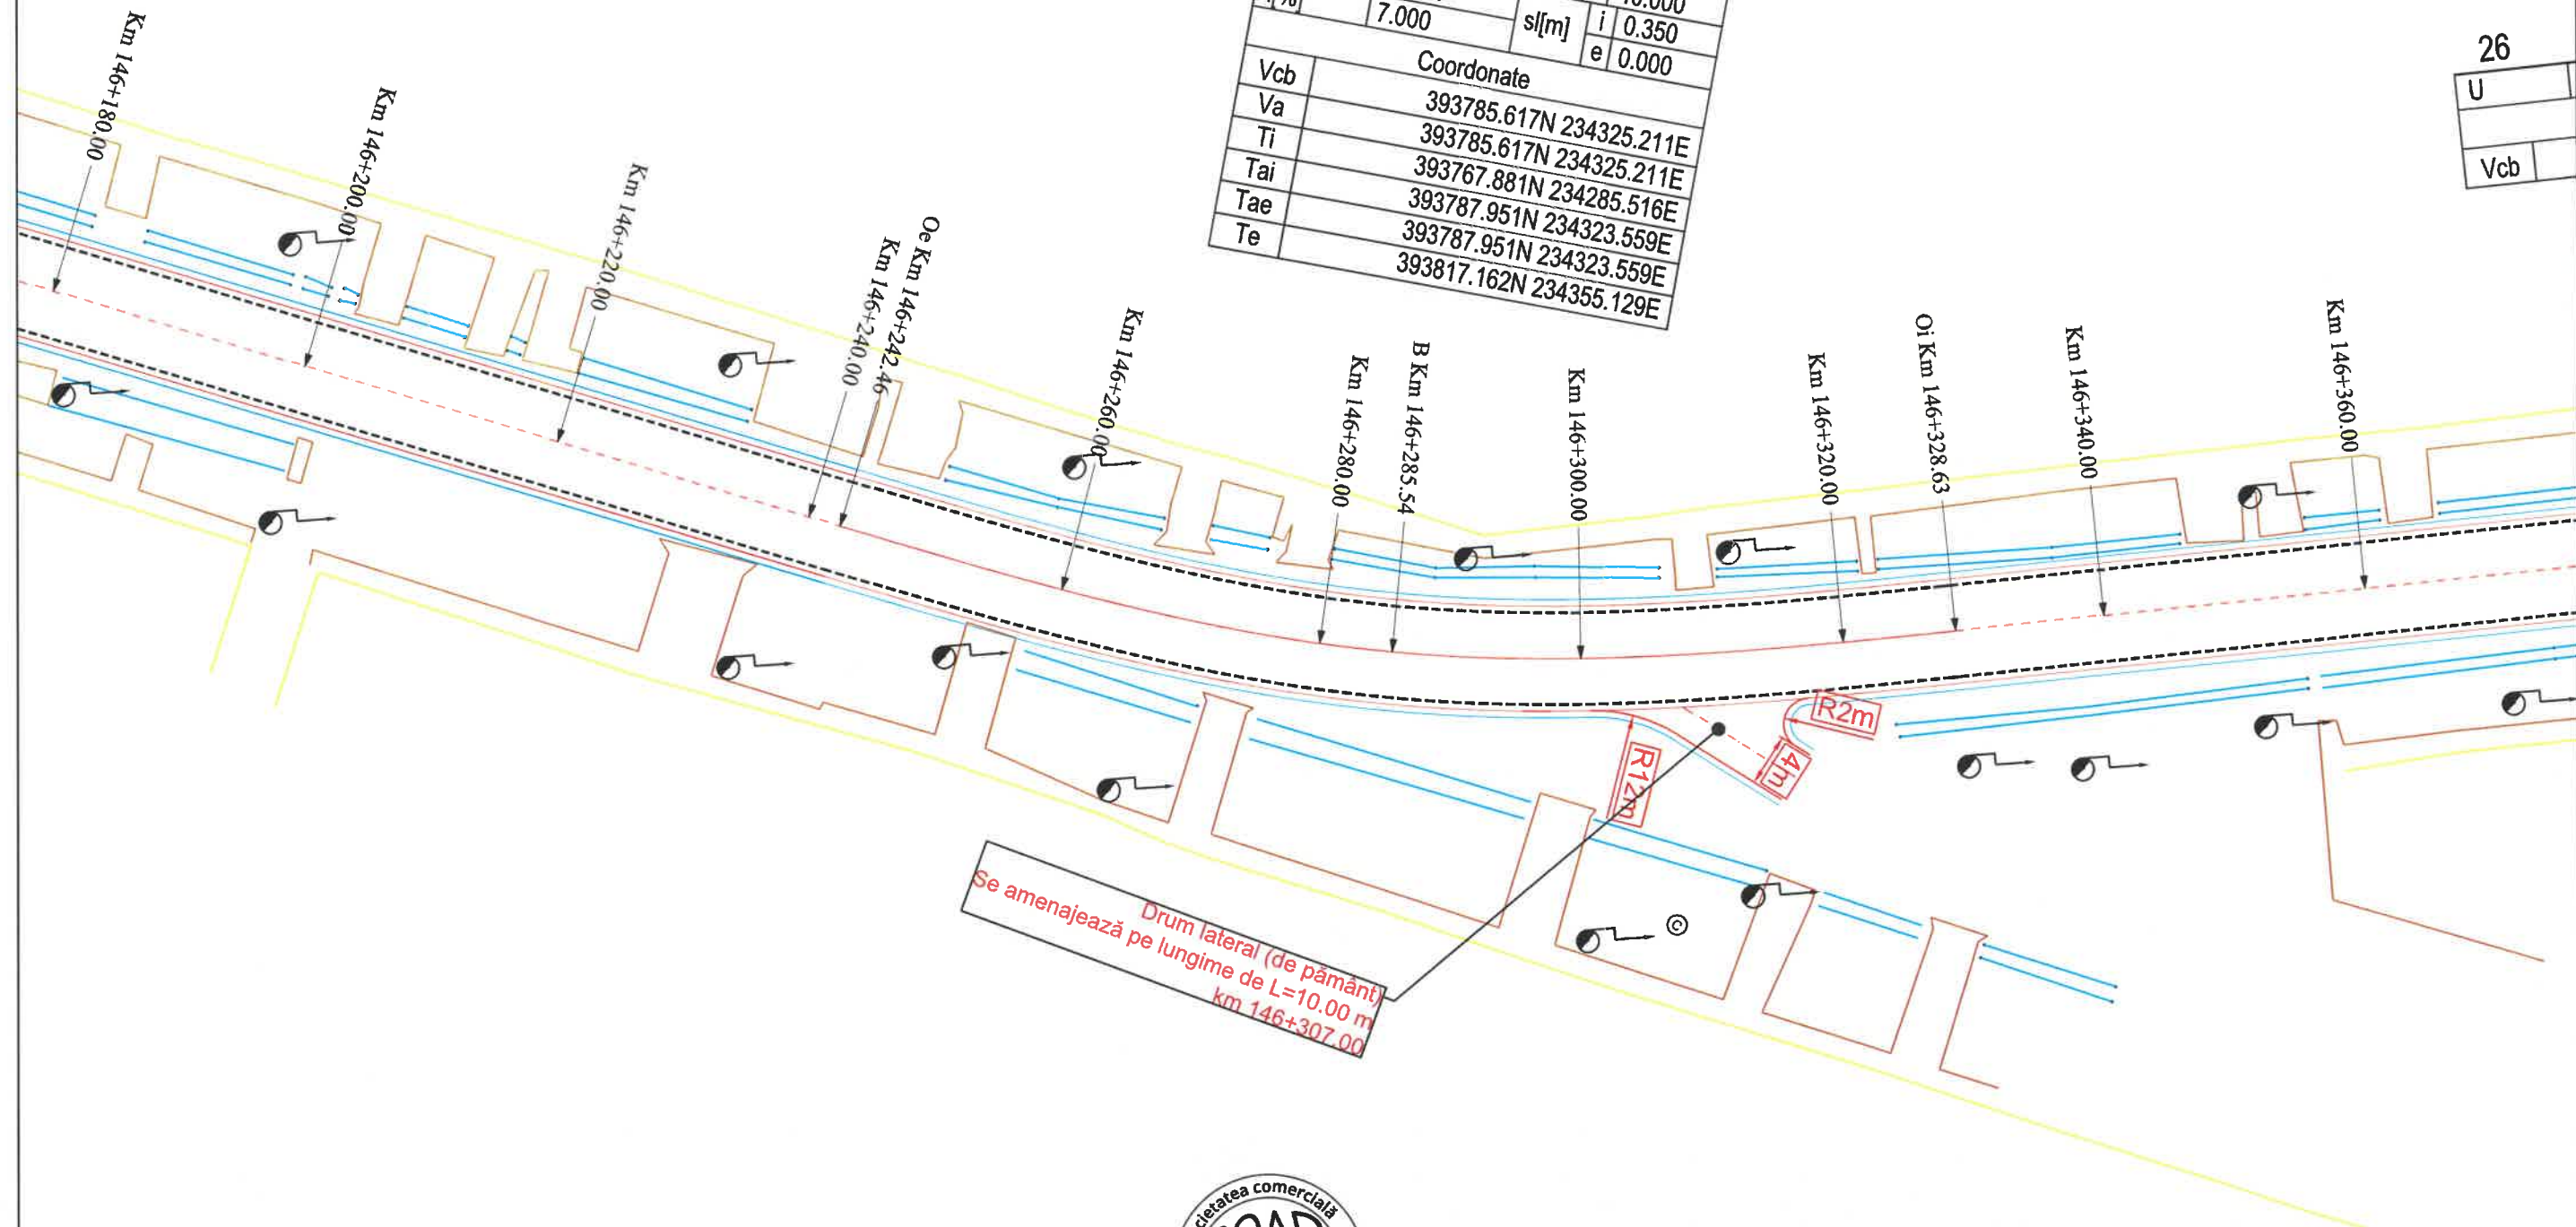 7.000
sl[m]
i
0.350
e
0.000
Coordonate
Vcb
393785.617N 234325.211E
Va
393785.617N 234325.211E
Ti
393767.881N 234285.516E
Tai
393787.951N 234323.559E
Tae
393787.951N 234323.559E
Te
393817.162N 234355.129E
26
U
Vcb
Km 146+180.00
Km 146+200.00
Km 146+220.00
Km 146+240.00
Oe Km 146+242.46
Km 146+260.00
Km 146+280.00
B Km 146+285.54
Km 146+300.00
Km 146+320.00
Oi Km 146+328.63
Km 146+340.00
Km 146+360.00
R2m
4m
R12m
Drum lateral (de pământ)
Se amenajează pe lungime de L=10.00 m
km 146+307.00
©
comercială